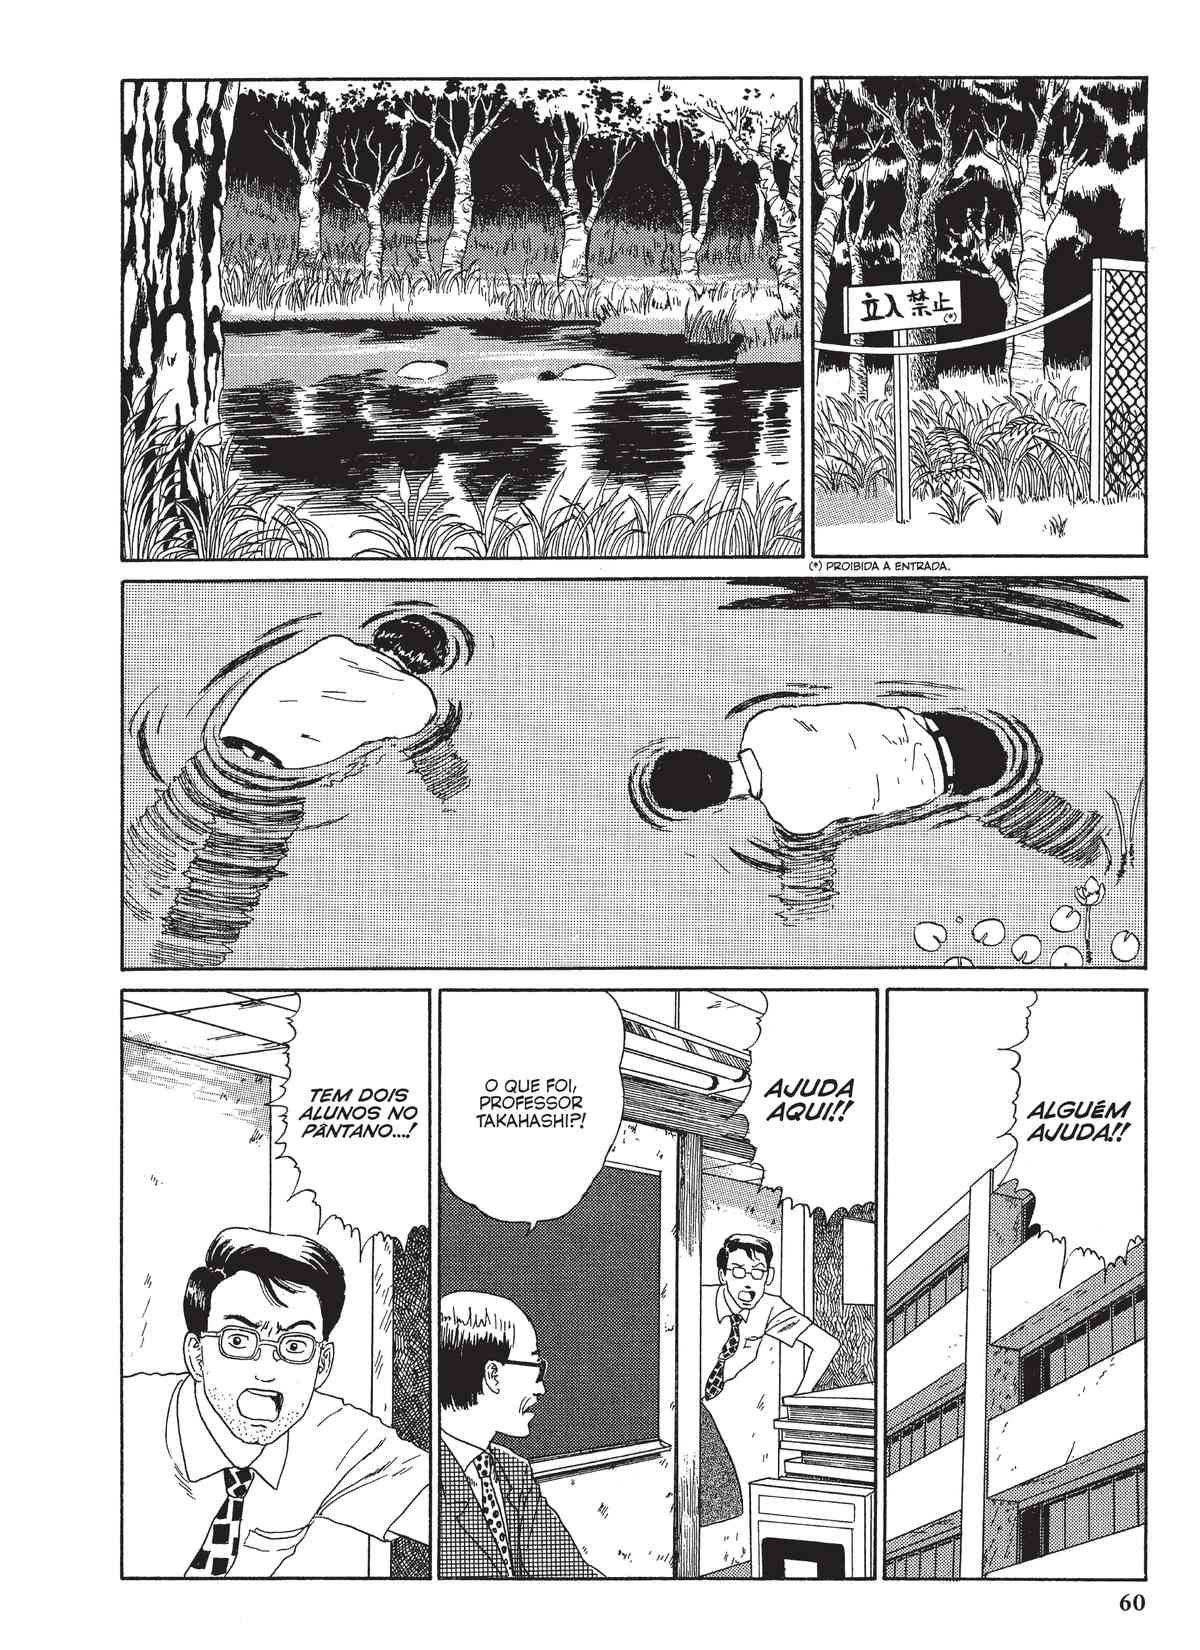 立入禁止
(*)
(*) PROIBIDA A ENTRADA.
ALGUÉM
AJUDA!!
AJUDA
AQUI!!
O QUE FOI,
PROFESSOR
TAKAHASHI?!
TEM DOIS
ALUNOS NO
PÂNTANO...!
60